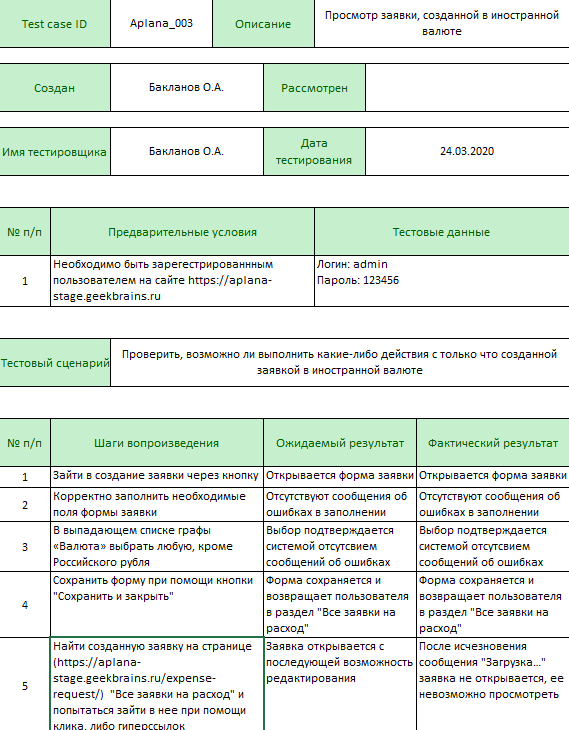 Test case ID Aplana_003 Описание Просмотр заявки, созданной в иностранной
валюте
Создан Бакланов О.А. Рассмотрен
Имя тестировщика Бакланов О.А. Дата
тестирования 24.03.2020
№ п/п Предварительные условия Тестовые данные
1
Необходимо быть зарегестрированнным
пользователем на сайте https://aplana-
stage.geekbrains.ru
Логин: admin
Пароль: 123456
Тестовый сценарий
Проверить, возможно ли выполнить какие-либо действия с только что созданной
заявкой в иностранной валюте
№ п/п Шаги вопроизведения Ожидаемый результат Фактический результат
1 Зайти в создание заявки через кнопку Открывается форма заявки Открывается форма заявки
2
Корректно заполнить необходимые
поля формы заявки
Отсутствуют сообщения об
ошибках в заполнении
Отсутствуют сообщения об
ошибках в заполнении
3
В выпадающем списке графы
«Валюта» выбрать любую, кроме
Российского рубля
Выбор подтверждается
системой отсутсвием
сообщений об ошибках
Выбор подтверждается
системой отсутсвием
сообщений об ошибках
4
Сохранить форму при помощи кнопки
"Сохранить и закрыть"
Форма сохраняется и
возвращает пользователя
в раздел "Все заявки на
расход"
Форма сохраняется и
возвращает пользователя
в раздел "Все заявки на
расход"
5
Найти созданную заявку на странице
(https://aplana-
stage.geekbrains.ru/expense-
request/) "Все заявки на расход" и
попытаться зайти в нее при помощи
клика, либо гиперссылок
Заявка открывается с
последующей возможность
редактирования
После исчезновения
сообщения "Загрузка…"
заявка не открывается, ее
невозможно просмотреть